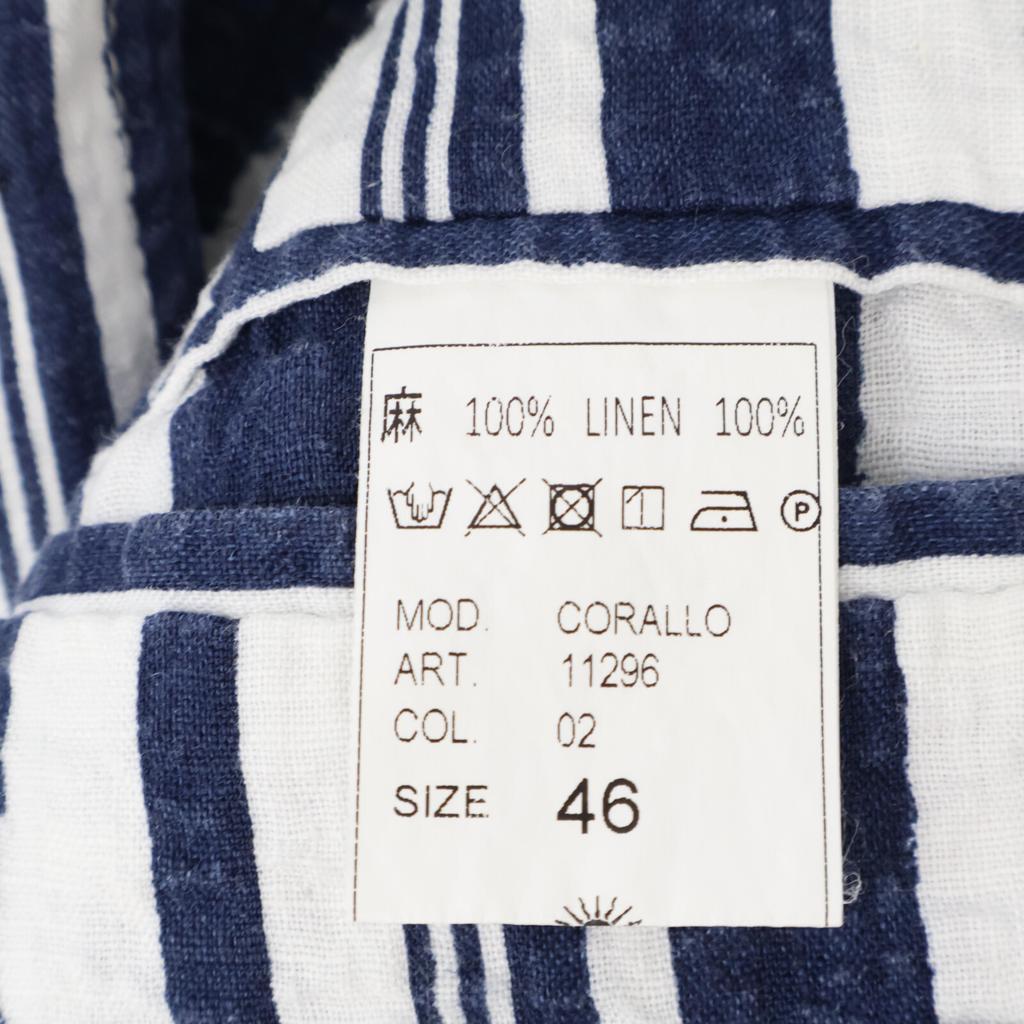 麻 100% LINEN 100%
P
MOD. CORALLO
ART. 11296
COL. 02
SIZE 46